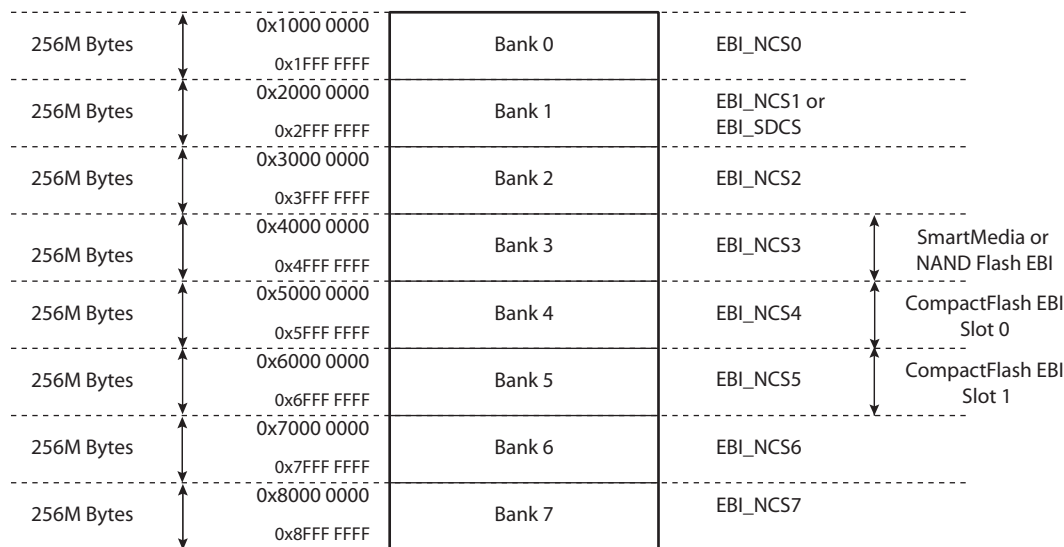 0x1000 0000
256M Bytes
Bank 0
EBI_NCS0
0x1FFF FFFF
0x2000 0000
256M Bytes
Bank 1
EBI_NCS1 or
EBI_SDCS
0x2FFF FFFF
0x3000 0000
256M Bytes
Bank 2
EBI_NCS2
0x3FFF FFFF
0x4000 0000
256M Bytes
Bank 3
EBI_NCS3
SmartMedia or
NAND Flash EBI
0x4FFF FFFF
0x5000 0000
256M Bytes
Bank 4
EBI_NCS4
CompactFlash EBI
Slot 0
0x5FFF FFFF
0x6000 0000
256M Bytes
Bank 5
EBI_NCS5
CompactFlash EBI
Slot 1
0x6FFF FFFF
0x7000 0000
256M Bytes
Bank 6
EBI_NCS6
0x7FFF FFFF
0x8000 0000
256M Bytes
Bank 7
EBI_NCS7
0x8FFF FFFF